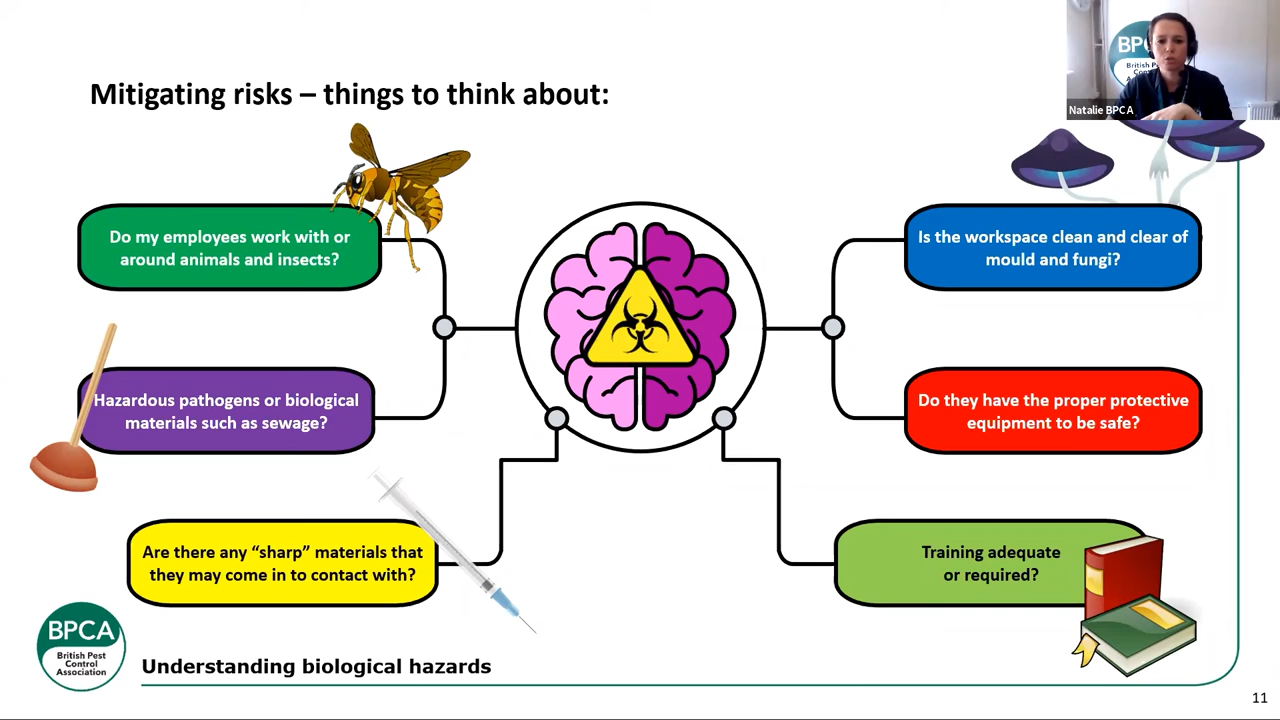 Mitigating risks – things to think about:
Natalie BPCA
Do my employees work with or
around animals and insects?
Is the workspace clean and clear of
mould and fungi?
Hazardous pathogens or biological
materials such as sewage?
Do they have the proper protective
equipment to be safe?
Are there any “sharp” materials that
they may come in to contact with?
Training adequate
or required?
BPCA
British Pest
Control
Association
Understanding biological hazards
11